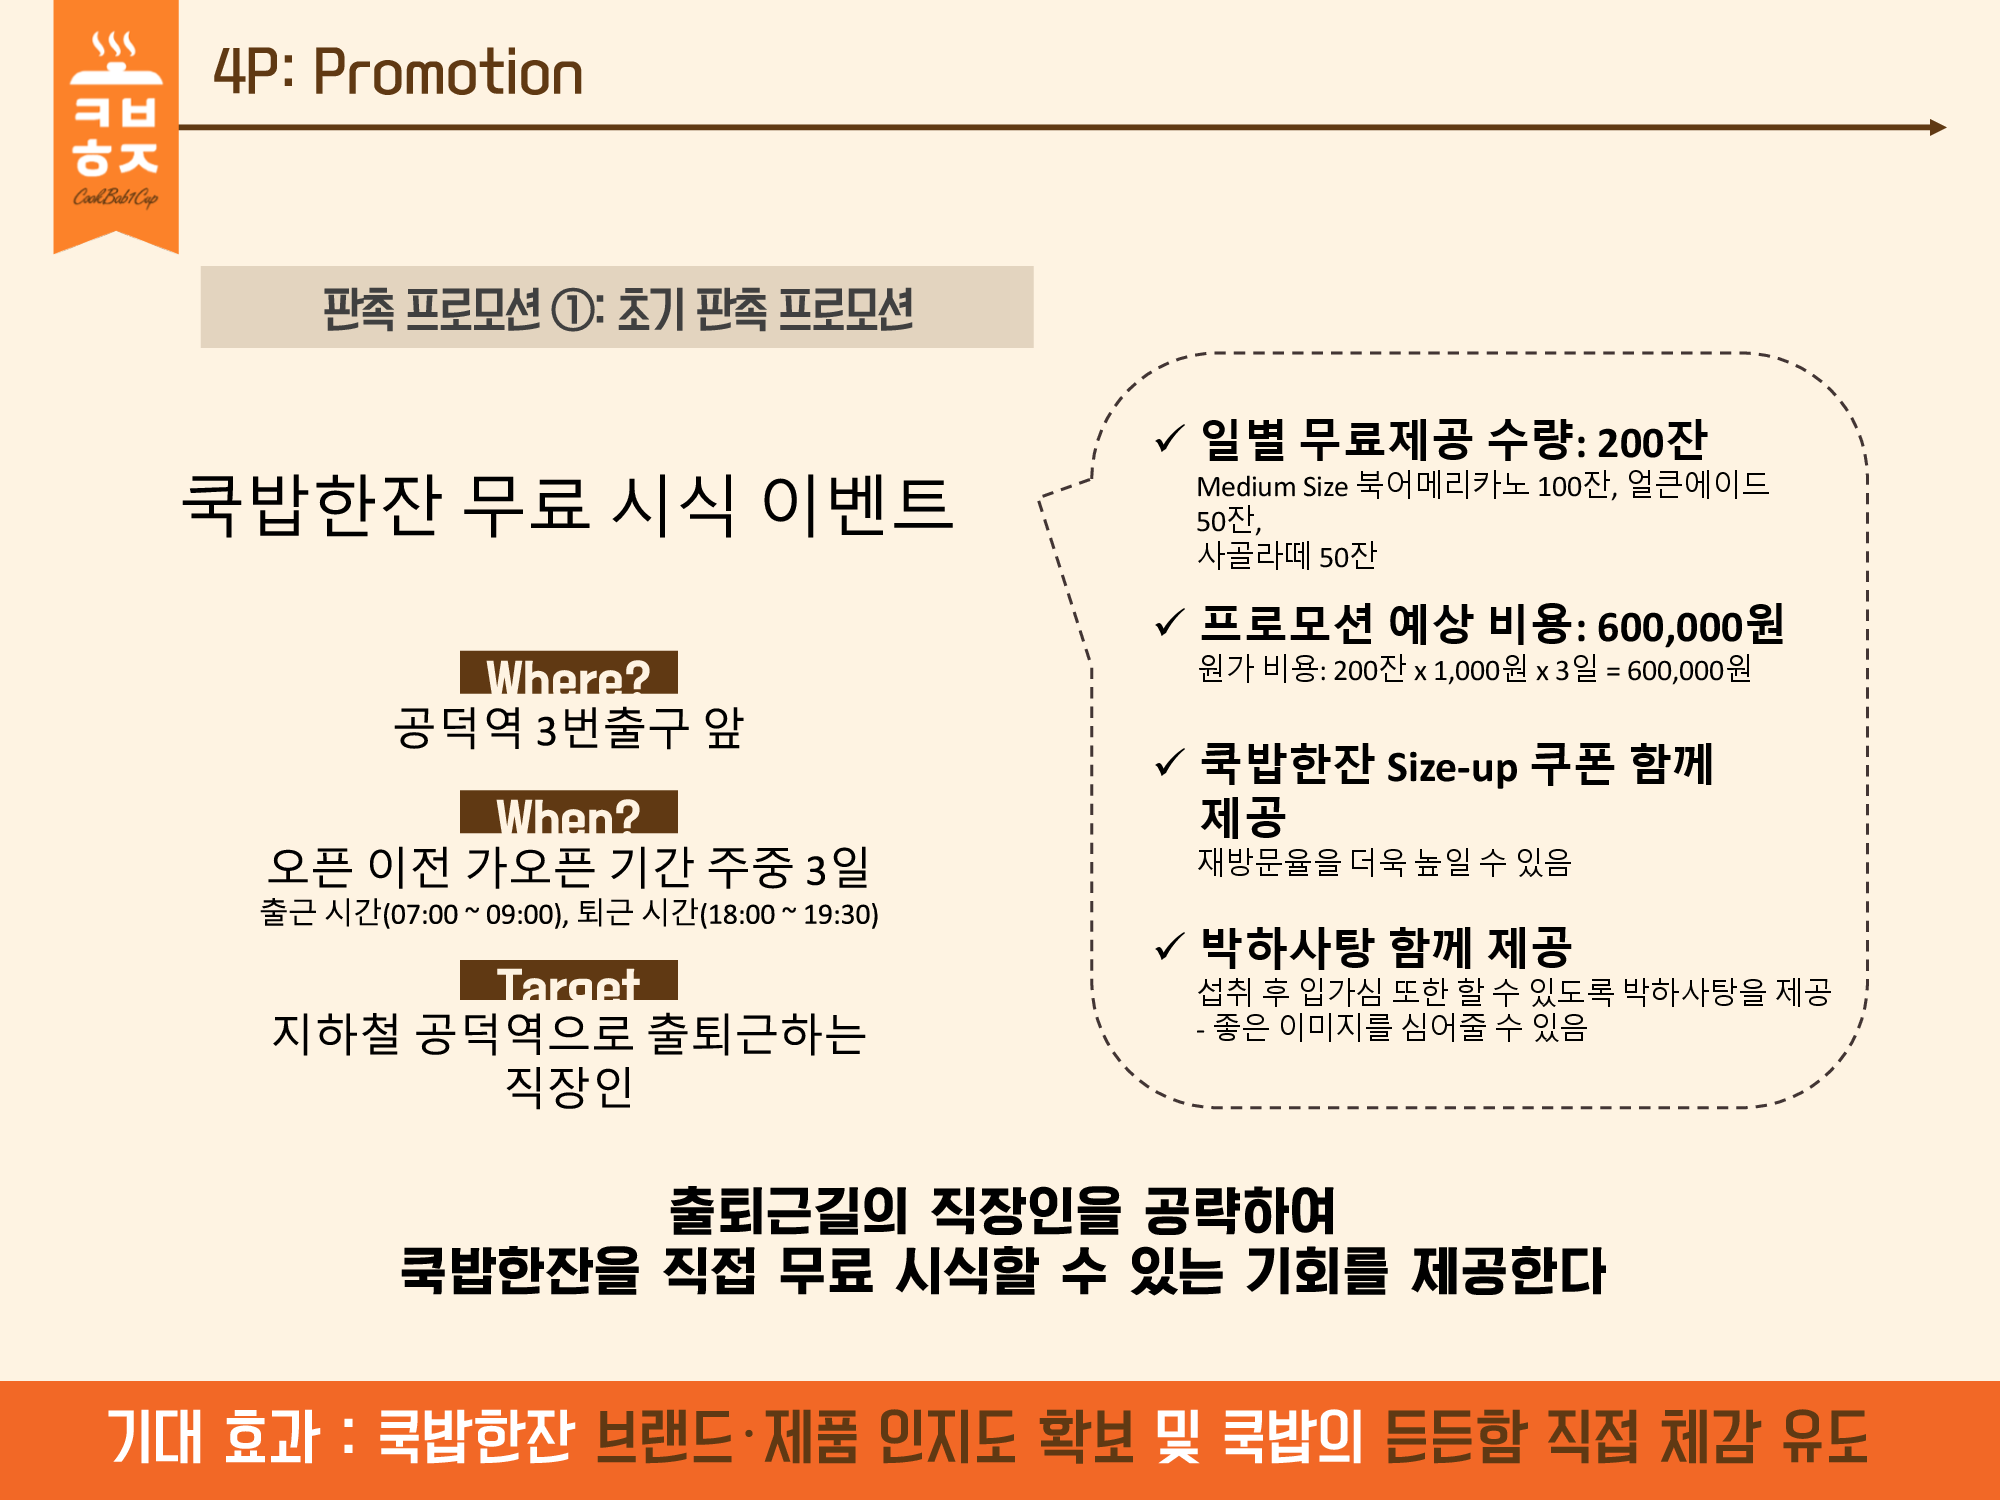 4P: Promotion
ㅋㅂ
ㅎㅈ
CookBab1Cup
판촉 프로모션 ①: 초기 판촉 프로모션
쿡밥한잔 무료 시식 이벤트
Where?
공덕역 3번출구 앞
When?
오픈 이전 가오픈 기간 주중 3일
출근 시간(07:00 ~ 09:00), 퇴근 시간(18:00 ~ 19:30)
Target
지하철 공덕역으로 출퇴근하는
직장인
✓ 일별 무료제공 수량: 200잔
Medium Size 북어메리카노 100잔, 얼큰에이드
50잔,
사골라떼 50잔
✓ 프로모션 예상 비용: 600,000원
원가 비용: 200잔 x 1,000원 x 3일 = 600,000원
✓ 쿡밥한잔 Size-up 쿠폰 함께
제공
재방문율을 더욱 높일 수 있음
✓ 박하사탕 함께 제공
섭취 후 입가심 또한 할 수 있도록 박하사탕을 제공
- 좋은 이미지를 심어줄 수 있음
출퇴근길의 직장인을 공략하여
쿡밥한잔을 직접 무료 시식할 수 있는 기회를 제공한다
기대 효과 : 쿡밥한잔 브랜드·제품 인지도 확보 및 쿡밥의 든든함 직접 체감 유도